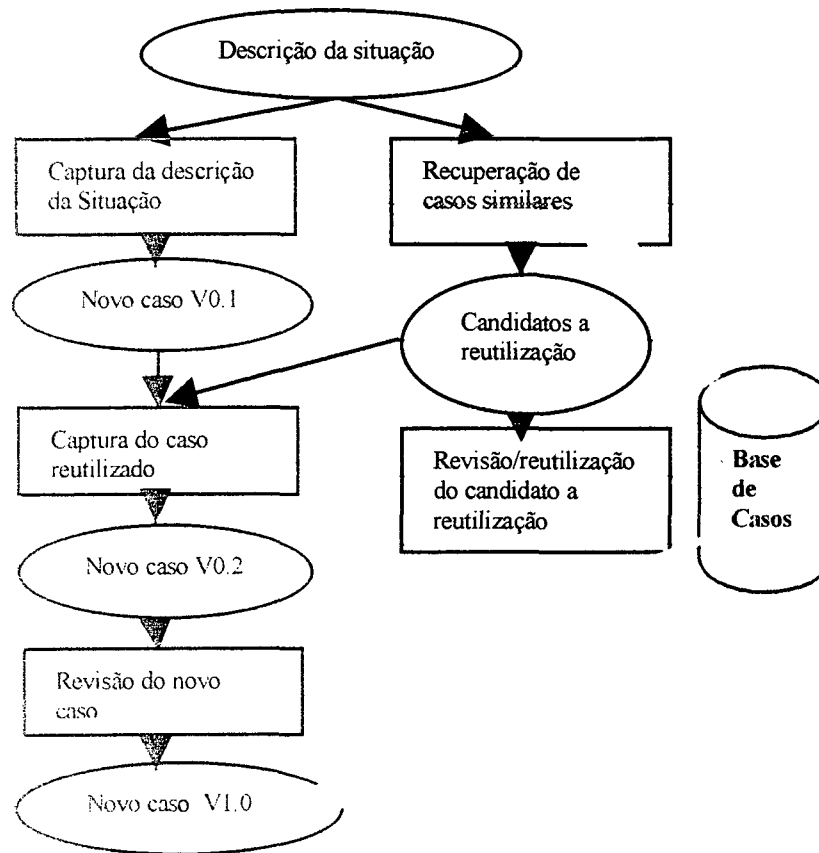 Descrição da situação
Captura da descrição
da Situação
Recuperação de
casos similares
Novo caso V0.1
Candidatos a
reutilização
Captura do caso
reutilizado
Revisão/reutilização
do candidato a
reutilização
Base
de
Casos
Novo caso V0.2
Revisão do novo
caso
Novo caso V1.0